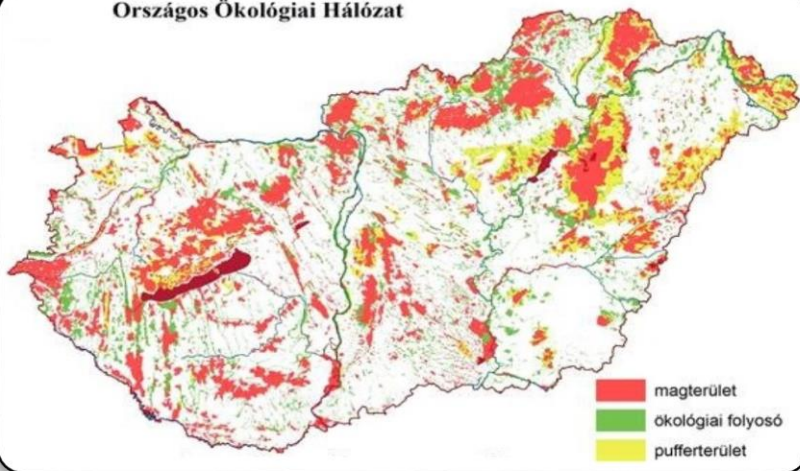 Országos Ökológiai Hálózat
magterület
ökológiai folyosó
pufferterület